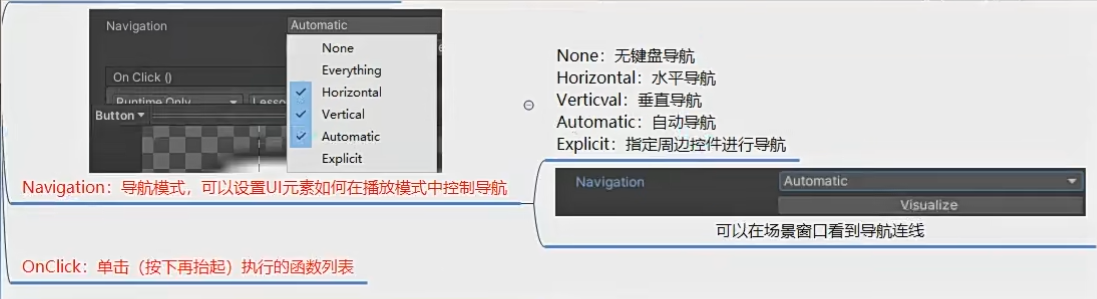 Navigation
Automatic
None
Everything
Horizontal
Vertical
Automatic
Explicit
On Click ()
Runtime Only
Button
Navigation：导航模式，可以设置UI元素如何在播放模式中控制导航
None：无键盘导航
Horizontal：水平导航
Verticval：垂直导航
Automatic：自动导航
Explicit：指定周边控件进行导航
Navigation
Automatic
Visualize
可以在场景窗口看到导航连线
OnClick：单击（按下再抬起）执行的函数列表